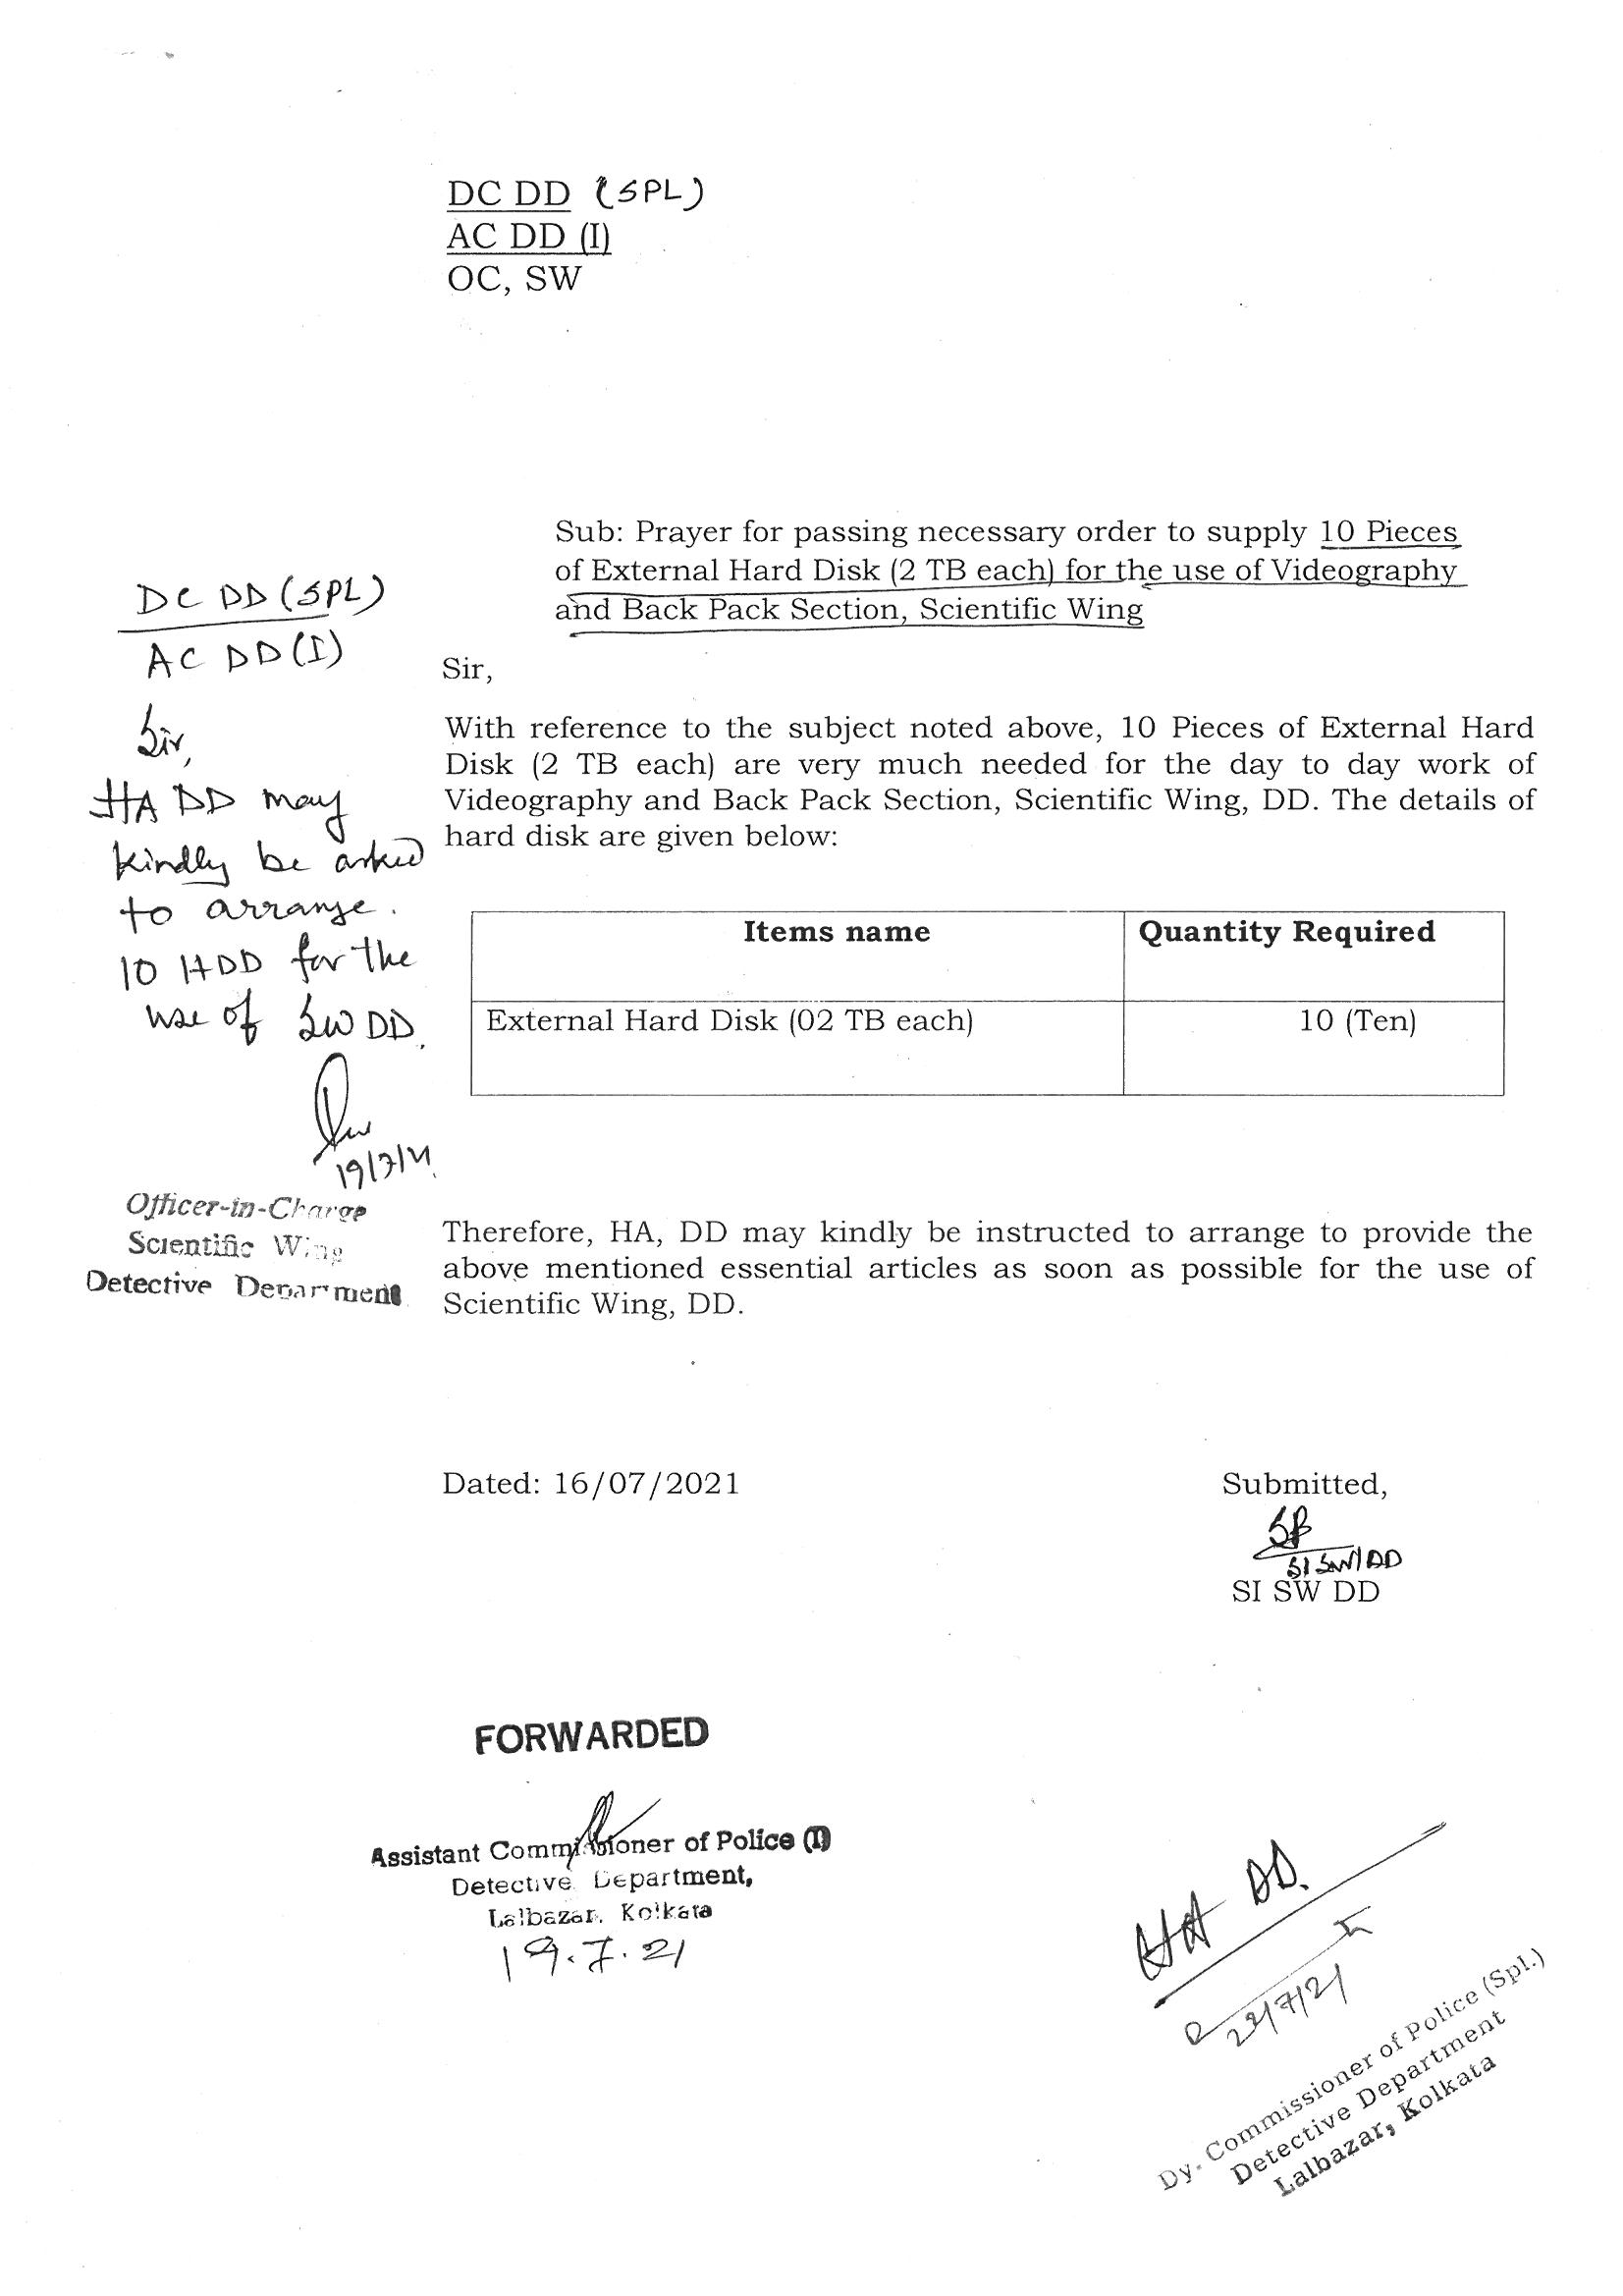 DC DD (SPL)
AC DD (I)
OC, SW
Sub: Prayer for passing necessary order to supply 10 Pieces
of External Hard Disk (2 TB each) for the use of Videography
and Back Pack Section, Scientific Wing
DC DD (SPL)
AC DD (I)
Sir,
HA DD may
kindly be asked
to arrange.
10 HDD for the
use of SW DD.
19/7/21
Officer-in-Charge
Scientific Wing
Detective Department
Sir,
With reference to the subject noted above, 10 Pieces of External Hard
Disk (2 TB each) are very much needed for the day to day work of
Videography and Back Pack Section, Scientific Wing, DD. The details of
hard disk are given below:
Items name Quantity Required
External Hard Disk (02 TB each) 10 (Ten)
Therefore, HA, DD may kindly be instructed to arrange to provide the
above mentioned essential articles as soon as possible for the use of
Scientific Wing, DD.
Dated: 16/07/2021 Submitted,
SB
SI SW/DD
SI SW DD
FORWARDED
Assistant Commissioner of Police (I)
Detective Department,
Lalbazar, Kolkata
19.7.21
HA DD.
Dy. Commissioner of Police (Spl.)
Detective Department
Lalbazar, Kolkata